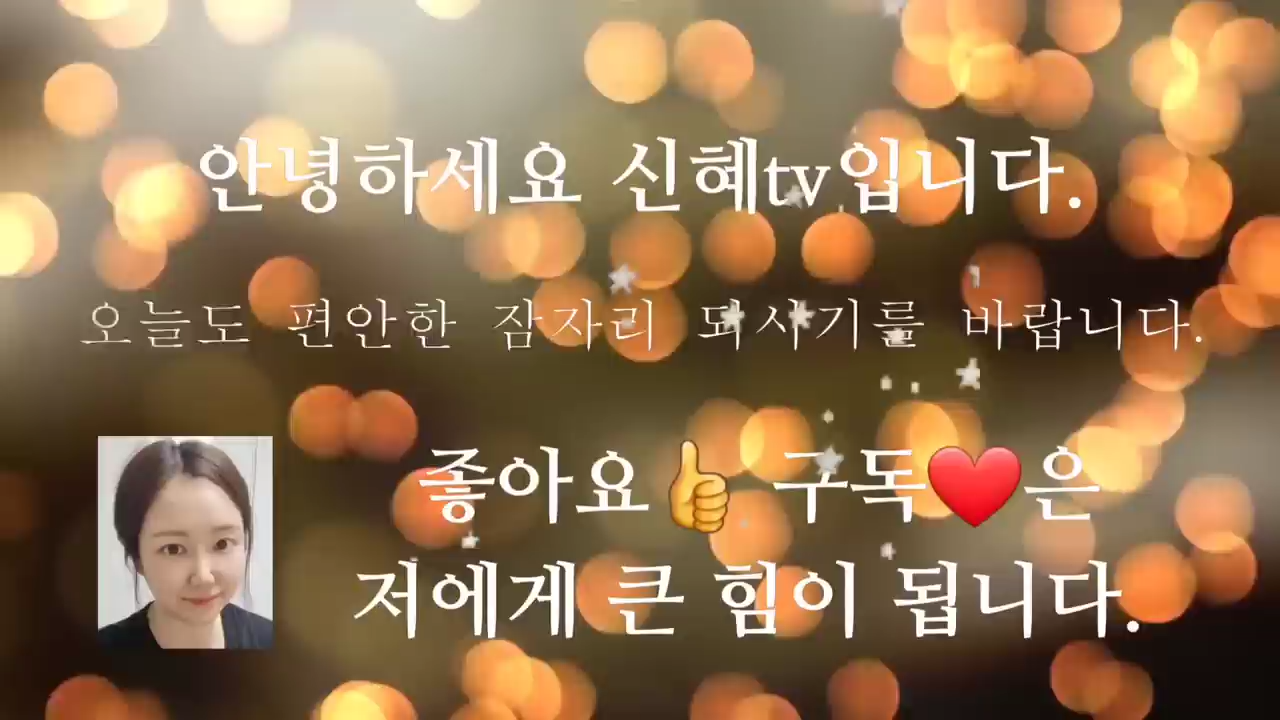 안녕하세요 신혜tv입니다.
오늘도 편안한 잠자리 되시기를 바랍니다.
좋아요👍 구독❤️은
저에게 큰 힘이 됩니다.